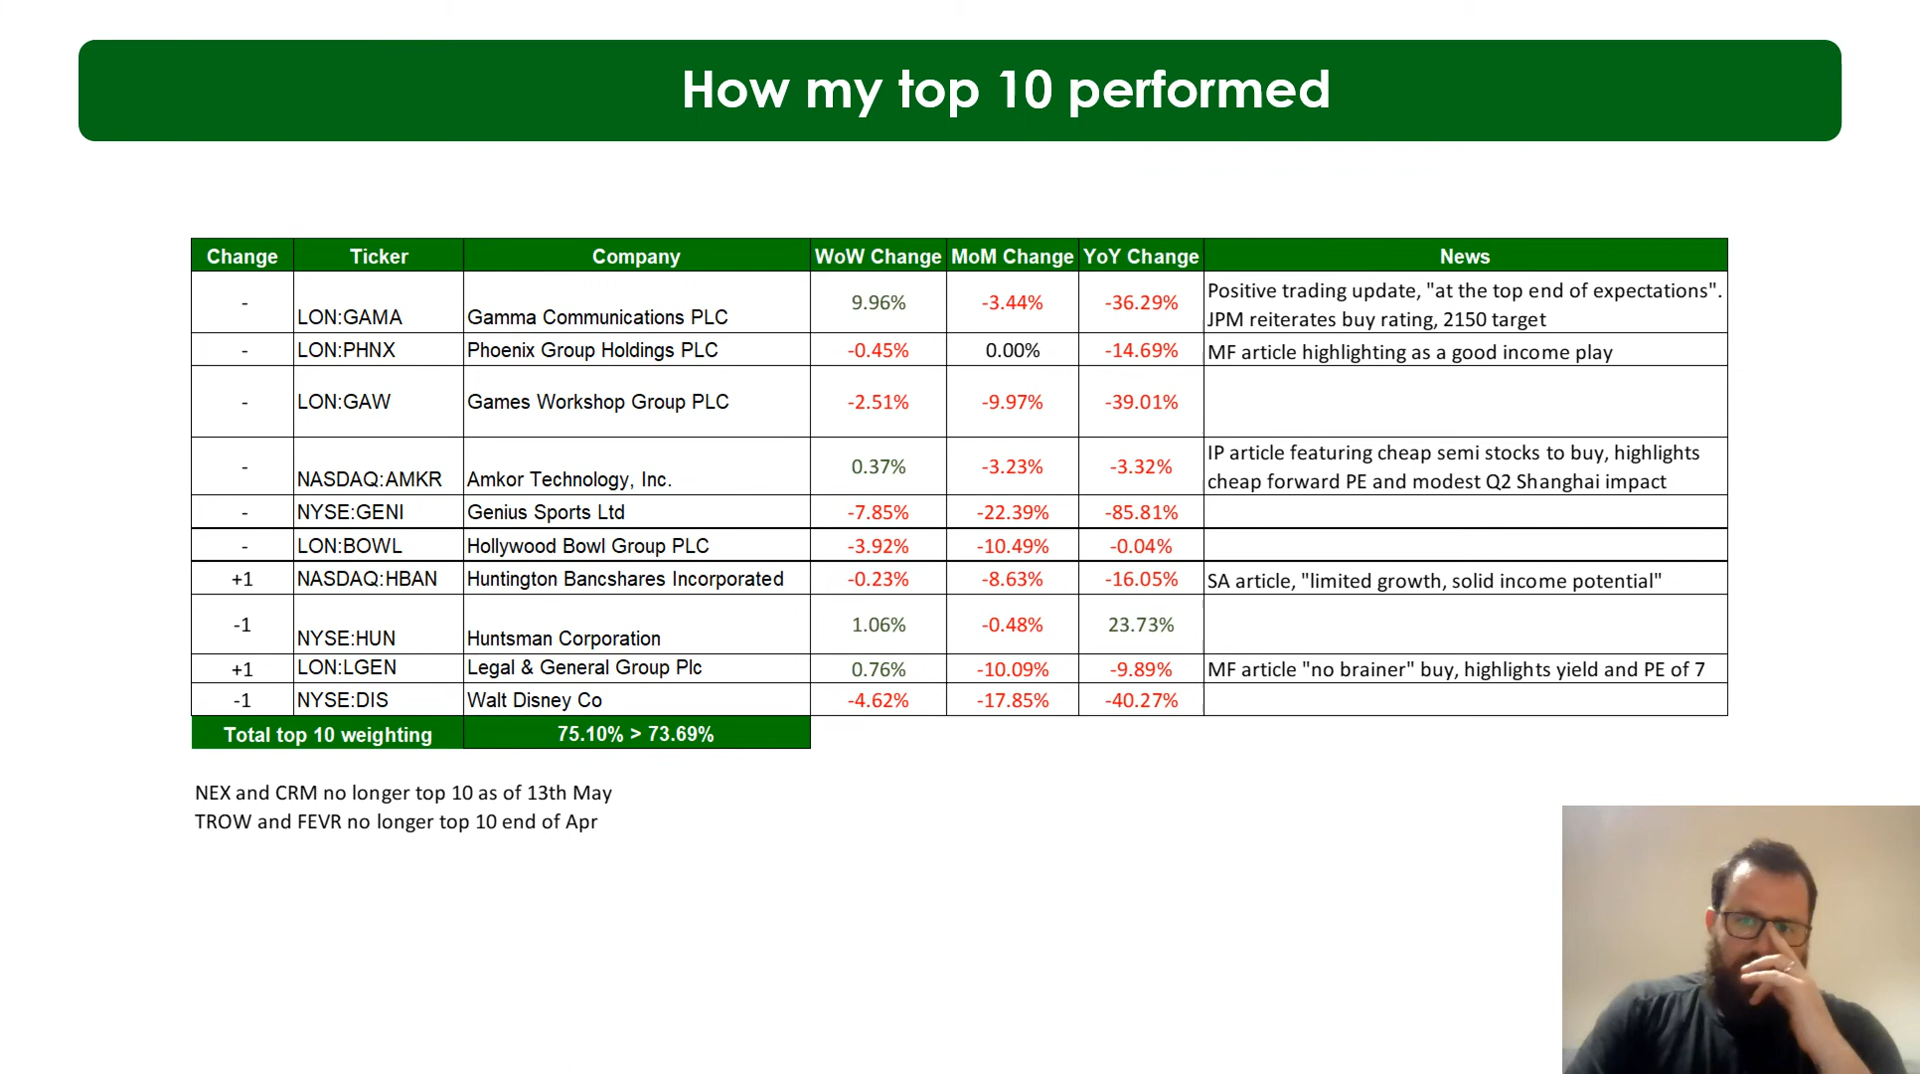 How my top 10 performed
Change Ticker Company WoW Change MoM Change YoY Change News
- LON:GAMA Gamma Communications PLC 9.96% -3.44% -36.29% Positive trading update, "at the top end of expectations".
JPM reiterates buy rating, 2150 target
- LON:PHNX Phoenix Group Holdings PLC -0.45% 0.00% -14.69% MF article highlighting as a good income play
- LON:GAW Games Workshop Group PLC -2.51% -9.97% -39.01%
- NASDAQ:AMKR Amkor Technology, Inc. 0.37% -3.23% -3.32% IP article featuring cheap semi stocks to buy, highlights
cheap forward PE and modest Q2 Shanghai impact
- NYSE:GENI Genius Sports Ltd -7.85% -22.39% -85.81%
- LON:BOWL Hollywood Bowl Group PLC -3.92% -10.49% -0.04%
+1 NASDAQ:HBAN Huntington Bancshares Incorporated -0.23% -8.63% -16.05% SA article, "limited growth, solid income potential"
-1 NYSE:HUN Huntsman Corporation 1.06% -0.48% 23.73%
+1 LON:LGEN Legal & General Group Plc 0.76% -10.09% -9.89% MF article "no brainer" buy, highlights yield and PE of 7
-1 NYSE:DIS Walt Disney Co -4.62% -17.85% -40.27%
Total top 10 weighting 75.10% > 73.69%
NEX and CRM no longer top 10 as of 13th May
TROW and FEVR no longer top 10 end of Apr